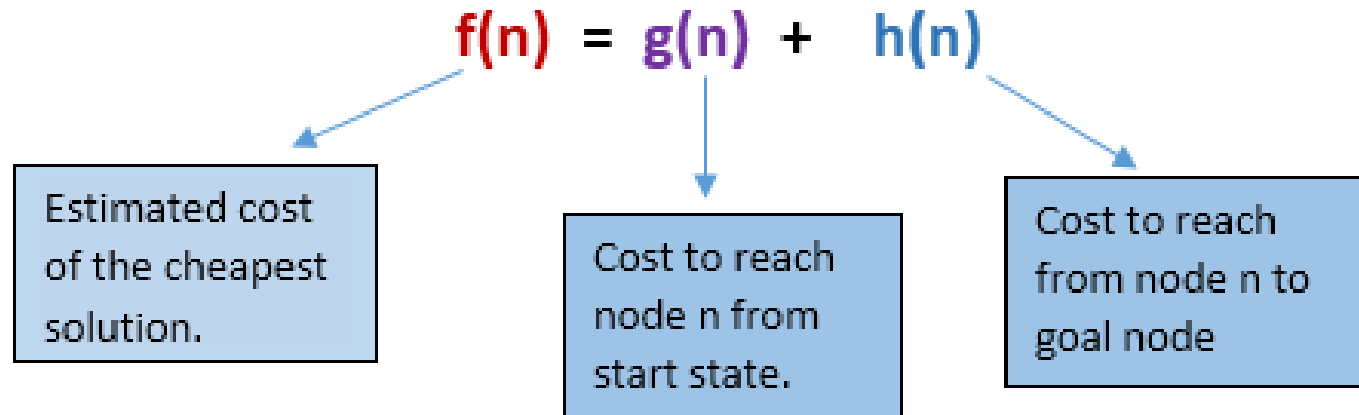 f(n) = g(n) + h(n)
Estimated cost
of the cheapest
solution.
Cost to reach
node n from
start state.
Cost to reach
from node n to
goal node